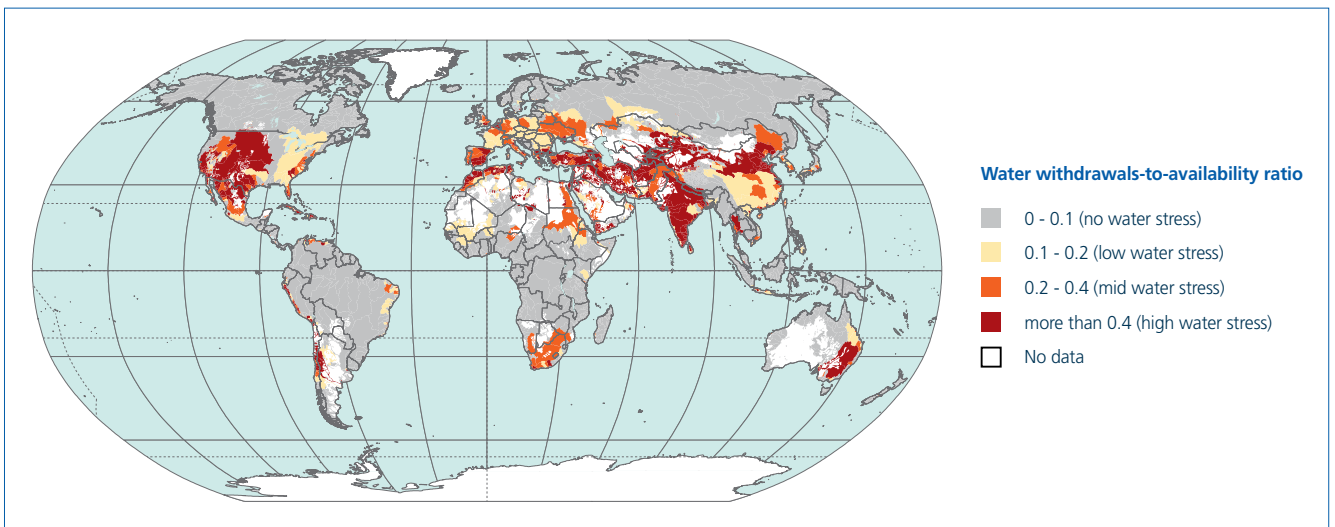 Water withdrawals-to-availability ratio
0 - 0.1 (no water stress)
0.1 - 0.2 (low water stress)
0.2 - 0.4 (mid water stress)
more than 0.4 (high water stress)
No data